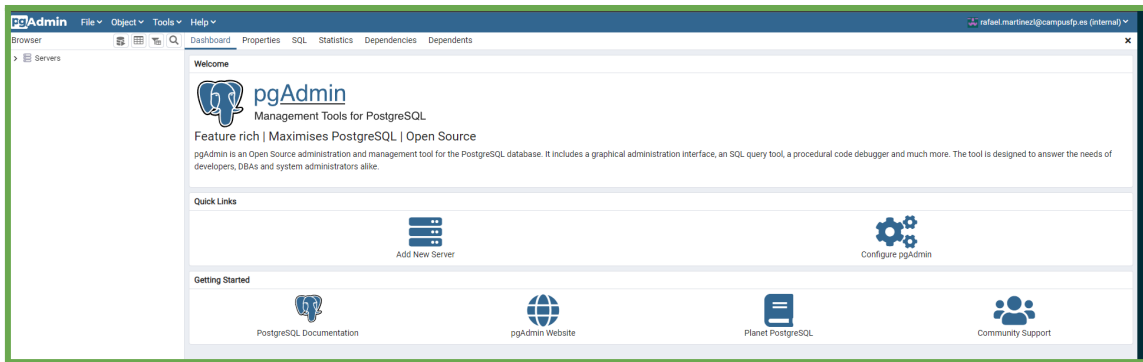 pgAdmin File Object Tools Help rafael.martinezl@campusfp.es (internal)
Browser Dashboard Properties SQL Statistics Dependencies Dependents
Servers
Welcome
pgAdmin
Management Tools for PostgreSQL
Feature rich | Maximises PostgreSQL | Open Source
pgAdmin is an Open Source administration and management tool for the PostgreSQL database. It includes a graphical administration interface, an SQL query tool, a procedural code debugger and much more. The tool is designed to answer the needs of
developers, DBAs and system administrators alike.
Quick Links
Add New Server Configure pgAdmin
Getting Started
PostgreSQL Documentation pgAdmin Website Planet PostgreSQL Community Support